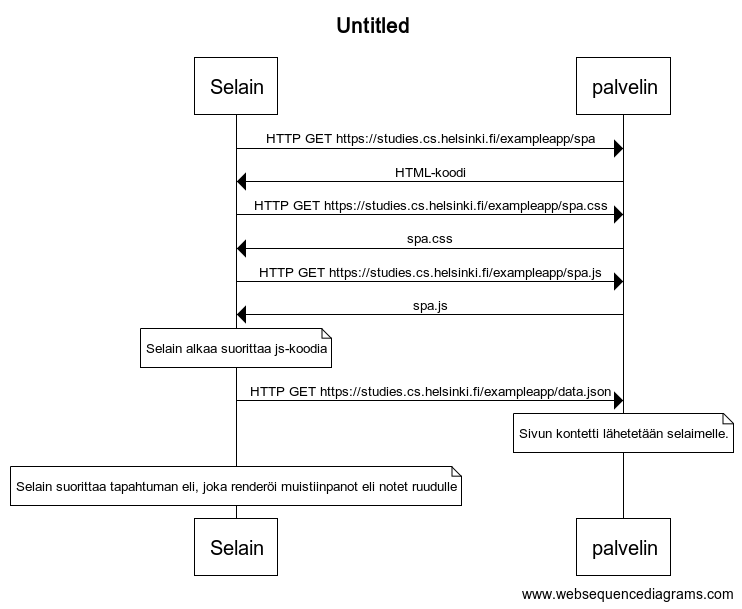 Untitled
Selain
palvelin
HTTP GET https://studies.cs.helsinki.fi/exampleapp/spa
HTML-koodi
HTTP GET https://studies.cs.helsinki.fi/exampleapp/spa.css
spa.css
HTTP GET https://studies.cs.helsinki.fi/exampleapp/spa.js
spa.js
Selain alkaa suorittaa js-koodia
HTTP GET https://studies.cs.helsinki.fi/exampleapp/data.json
Sivun kontetti lähetetään selaimelle.
Selain suorittaa tapahtuman eli, joka renderöi muistiinpanot eli notet ruudulle
Selain
palvelin
www.websequencediagrams.com